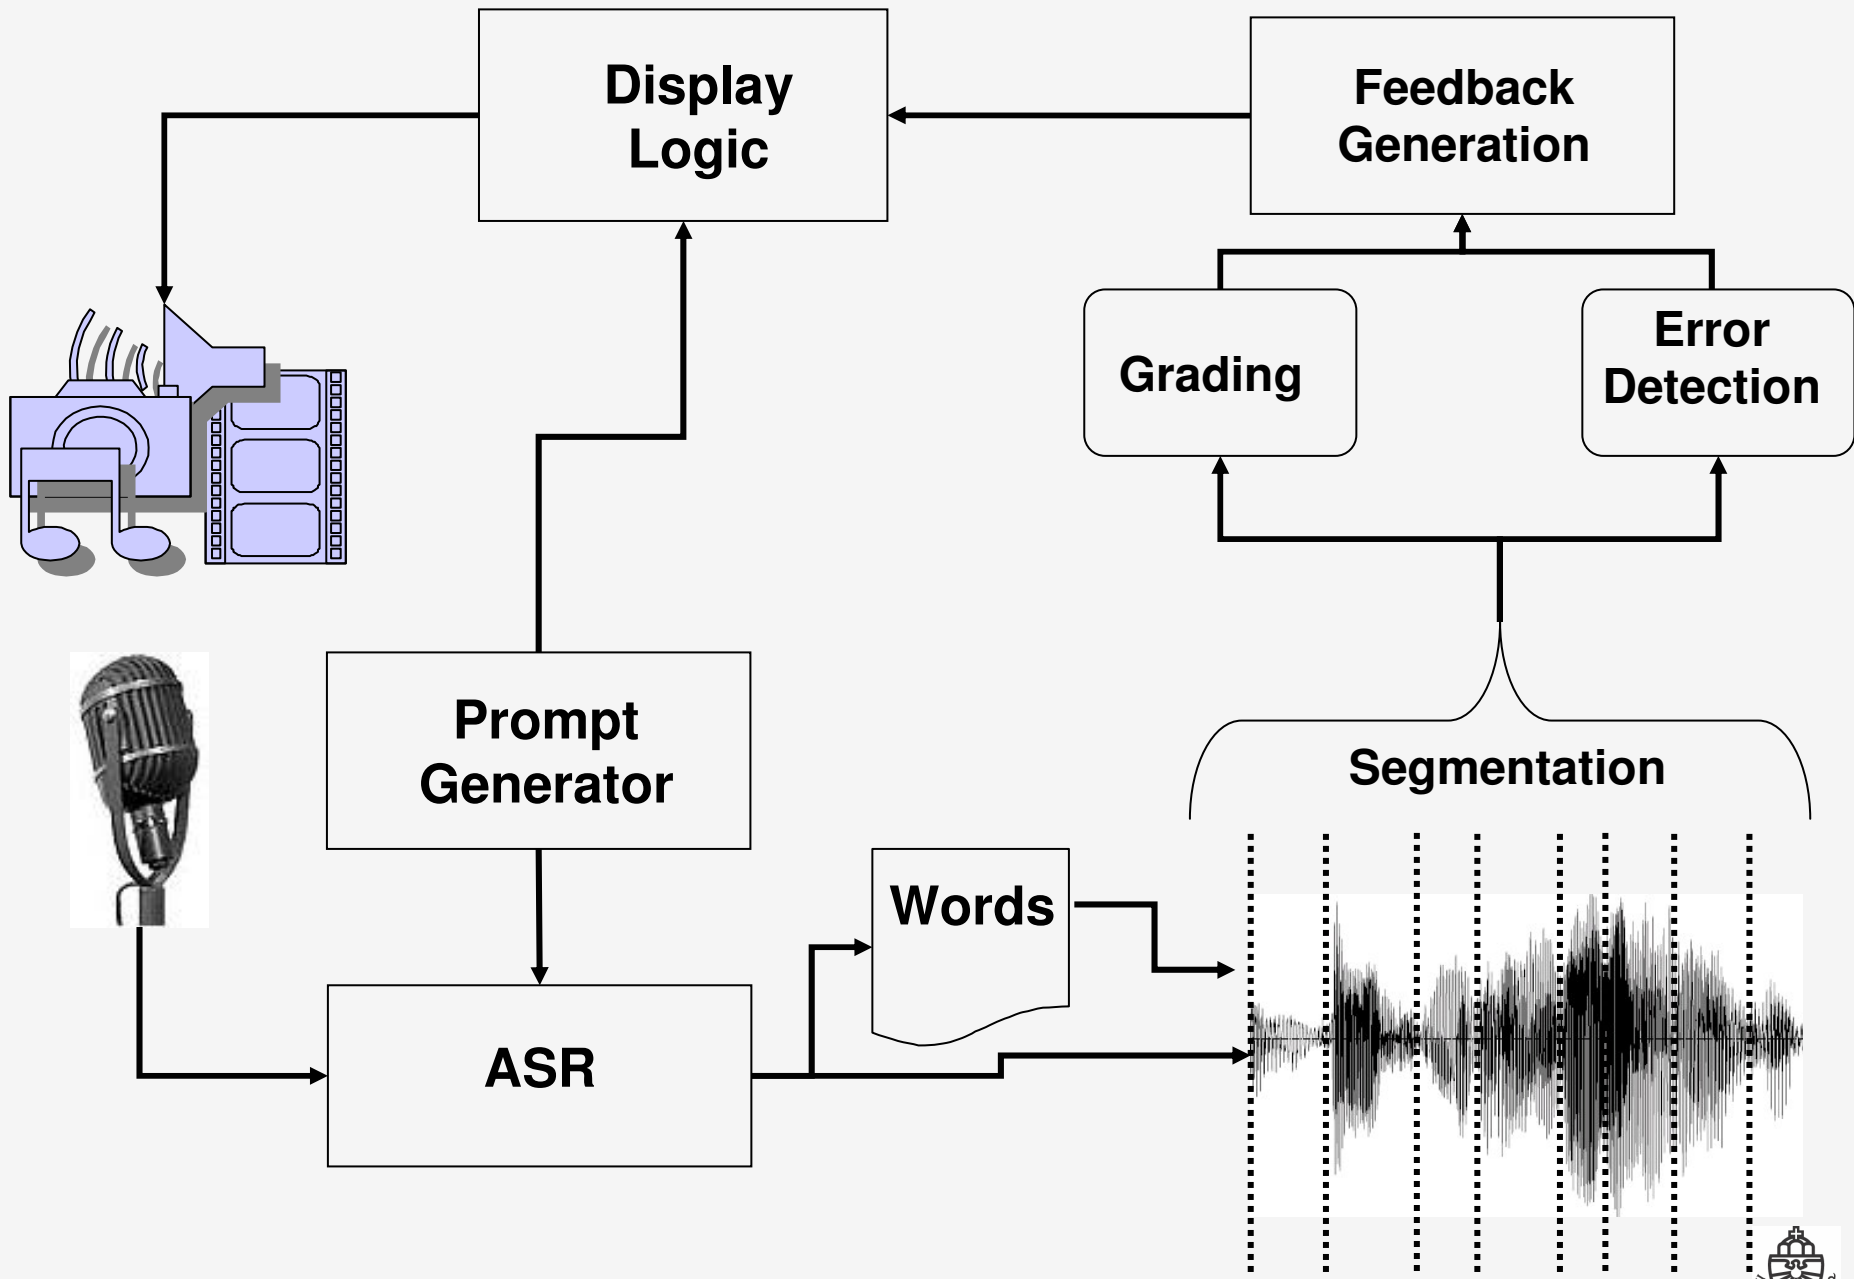 Display
Logic
Feedback
Generation
Grading
Error
Detection
Prompt
Generator
Segmentation
Words
ASR